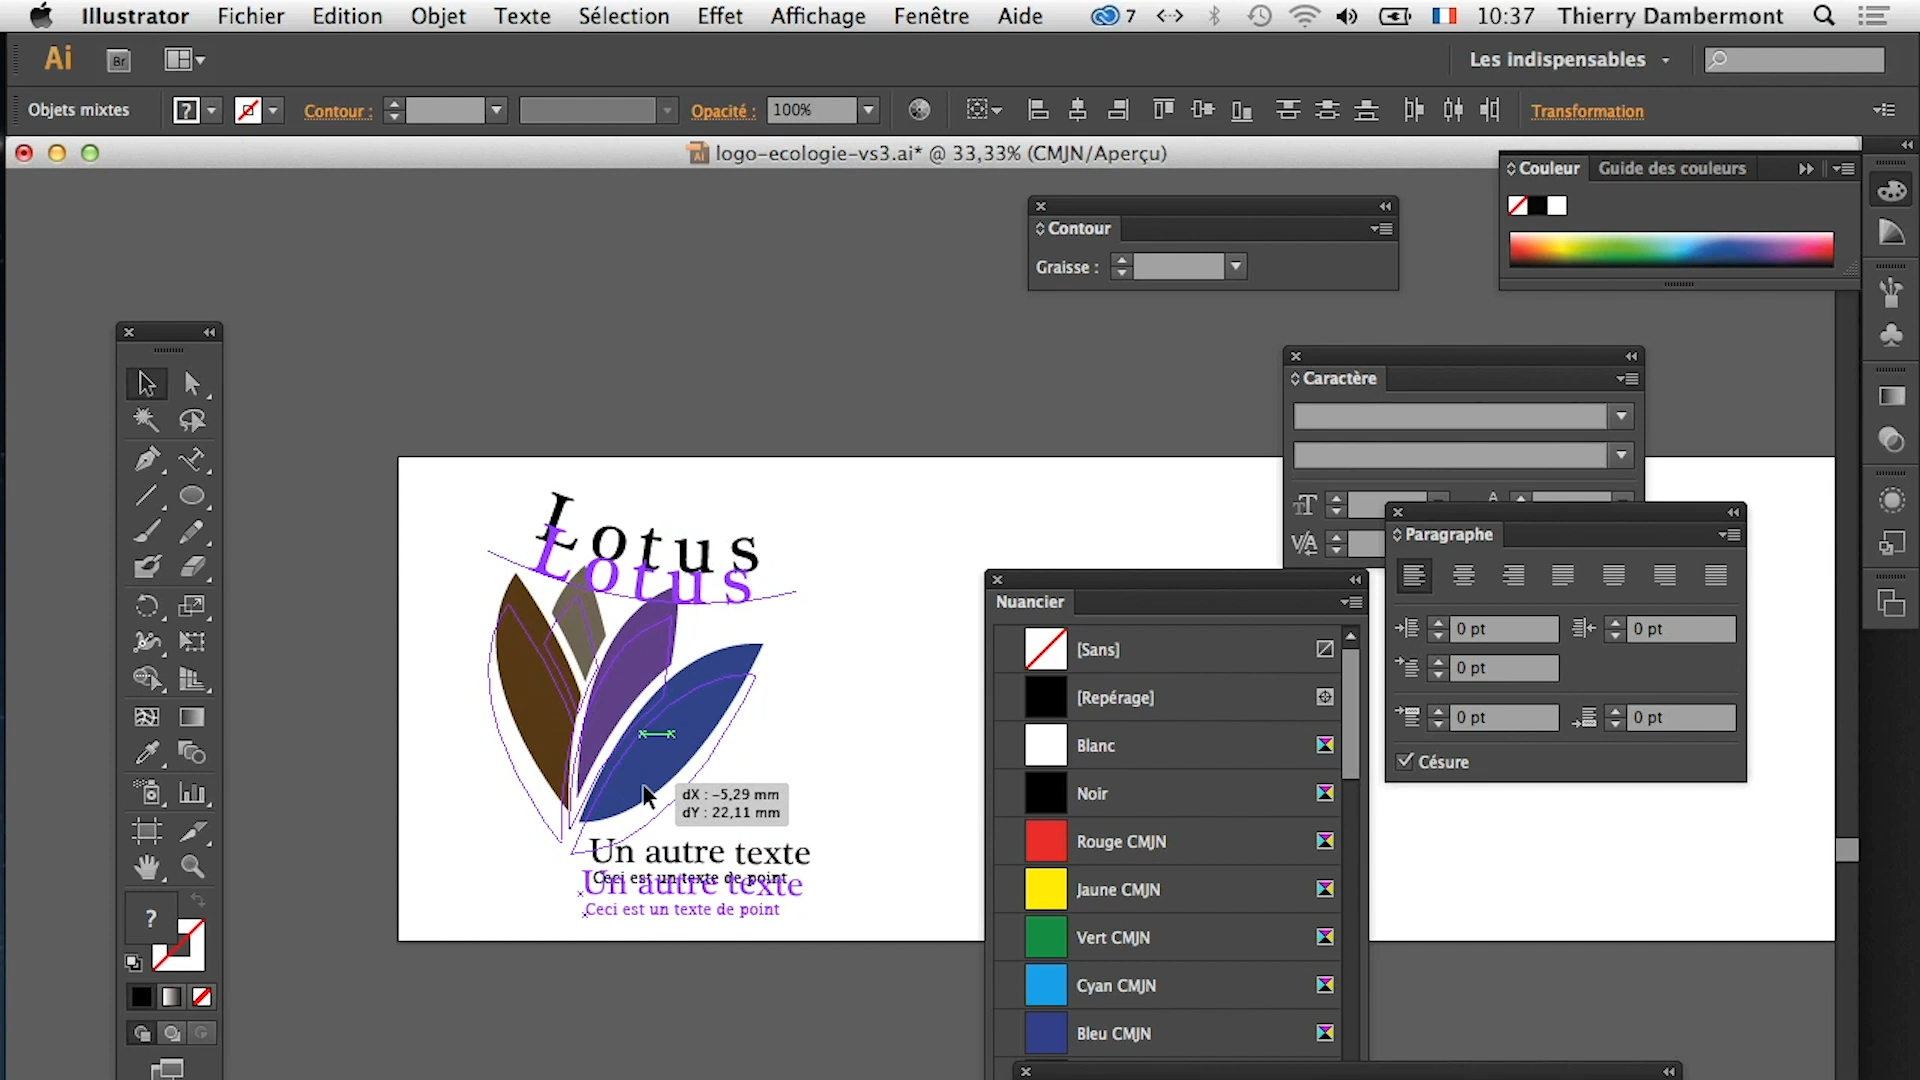 Illustrator Fichier Edition Objet Texte Sélection Effet Affichage Fenêtre Aide 7 10:37 Thierry Dambermont
Ai Br Les indispensables
Objets mixtes ? Contour : Opacité : 100% Transformation
logo-ecologie-vs3.ai* @ 33,33% (CMJN/Aperçu)
Couleur Guide des couleurs
Contour
Graisse :
Caractère
Paragraphe
0 pt 0 pt
0 pt
0 pt 0 pt
Césure
Nuancier
[Sans]
[Repérage]
Blanc
Noir
Rouge CMJN
Jaune CMJN
Vert CMJN
Cyan CMJN
Bleu CMJN
Lotus
Lotus
dX : -5,29 mm
dY : 22,11 mm
Un autre texte
Ceci est un texte de point
Un autre texte
Ceci est un texte de point
?